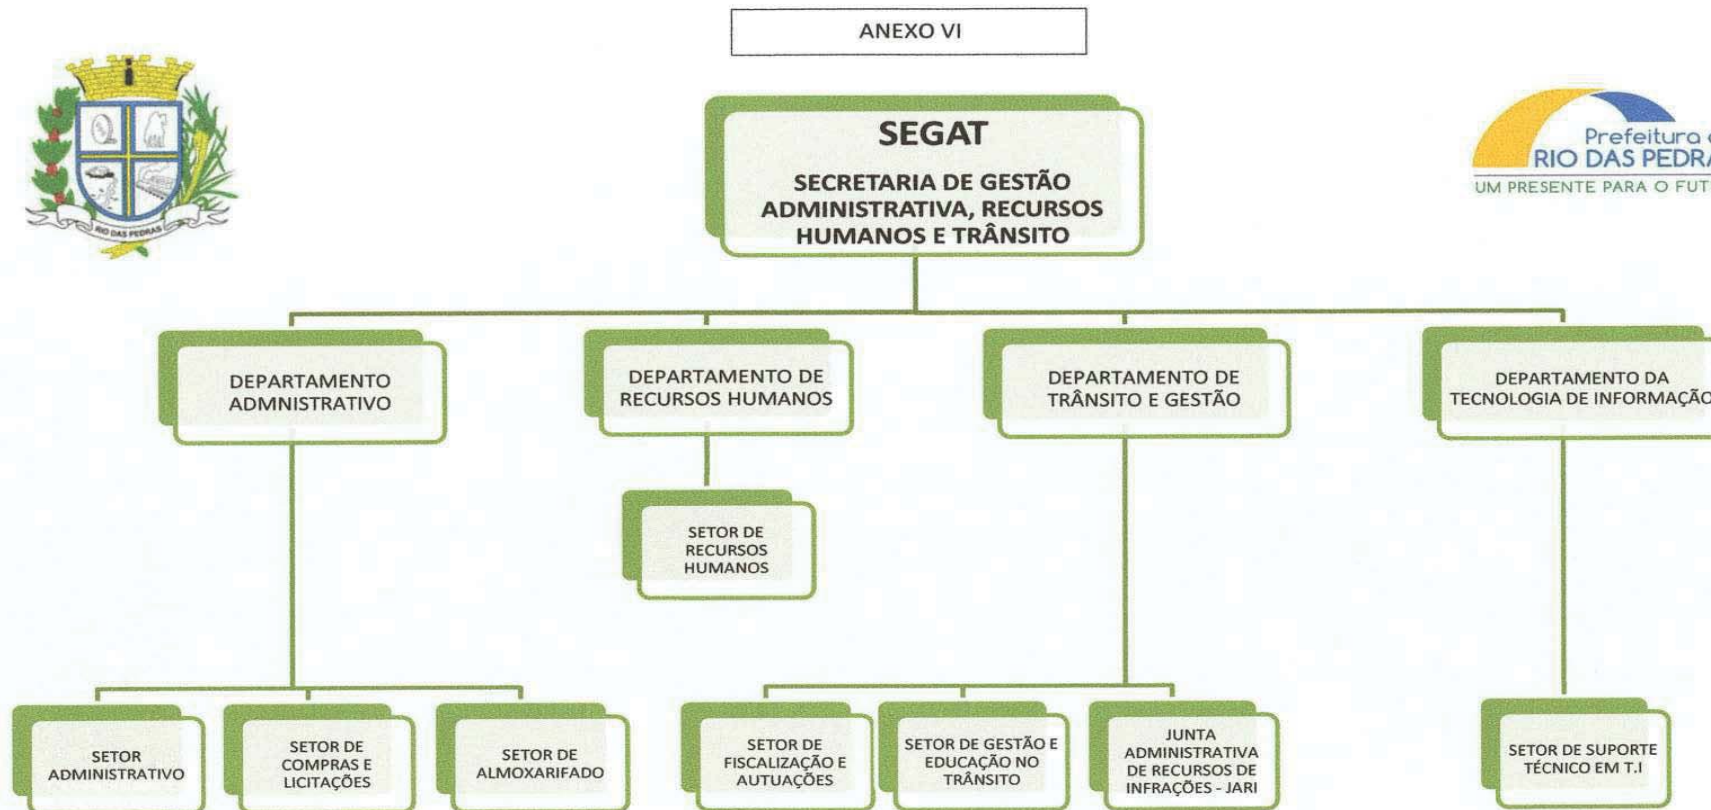 ANEXO VI
RIO DAS PEDRAS
SEGAT
SECRETARIA DE GESTÃO
ADMINISTRATIVA, RECURSOS
HUMANOS E TRÂNSITO
Prefeitura
RIO DAS PEDRA
UM PRESENTE PARA O FUT
DEPARTAMENTO
ADMNISTRATIVO
DEPARTAMENTO DE
RECURSOS HUMANOS
DEPARTAMENTO DE
TRÂNSITO E GESTÃO
DEPARTAMENTO DA
TECNOLOGIA DE INFORMAÇÃO
SETOR DE
RECURSOS
HUMANOS
SETOR
ADMINISTRATIVO
SETOR DE
COMPRAS E
LICITAÇÕES
SETOR DE
ALMOXARIFADO
SETOR DE
FISCALIZAÇÃO E
AUTUAÇÕES
SETOR DE GESTÃO E
EDUCAÇÃO NO
TRÂNSITO
JUNTA
ADMINISTRATIVA
DE RECURSOS DE
INFRAÇÕES - JARI
SETOR DE SUPORTE
TÉCNICO EM T.I